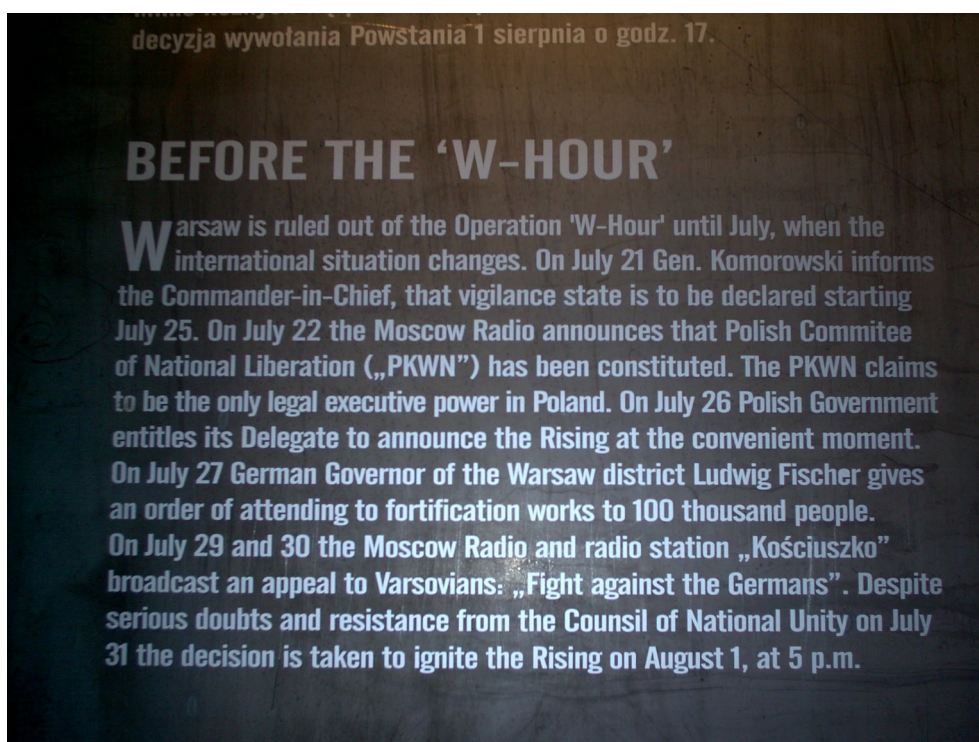 decyzja wywołania Powstania 1 sierpnia o godz. 17.
BEFORE THE ‘W-HOUR’
Warsaw is ruled out of the Operation 'W-Hour' until July, when the
international situation changes. On July 21 Gen. Komorowski informs
the Commander-in-Chief, that vigilance state is to be declared starting
July 25. On July 22 the Moscow Radio announces that Polish Commitee
of National Liberation („PKWN”) has been constituted. The PKWN claims
to be the only legal executive power in Poland. On July 26 Polish Government
entitles its Delegate to announce the Rising at the convenient moment.
On July 27 German Governor of the Warsaw district Ludwig Fischer gives
an order of attending to fortification works to 100 thousand people.
On July 29 and 30 the Moscow Radio and radio station „Kościuszko”
broadcast an appeal to Varsovians: „Fight against the Germans”. Despite
serious doubts and resistance from the Counsil of National Unity on July
31 the decision is taken to ignite the Rising on August 1, at 5 p.m.